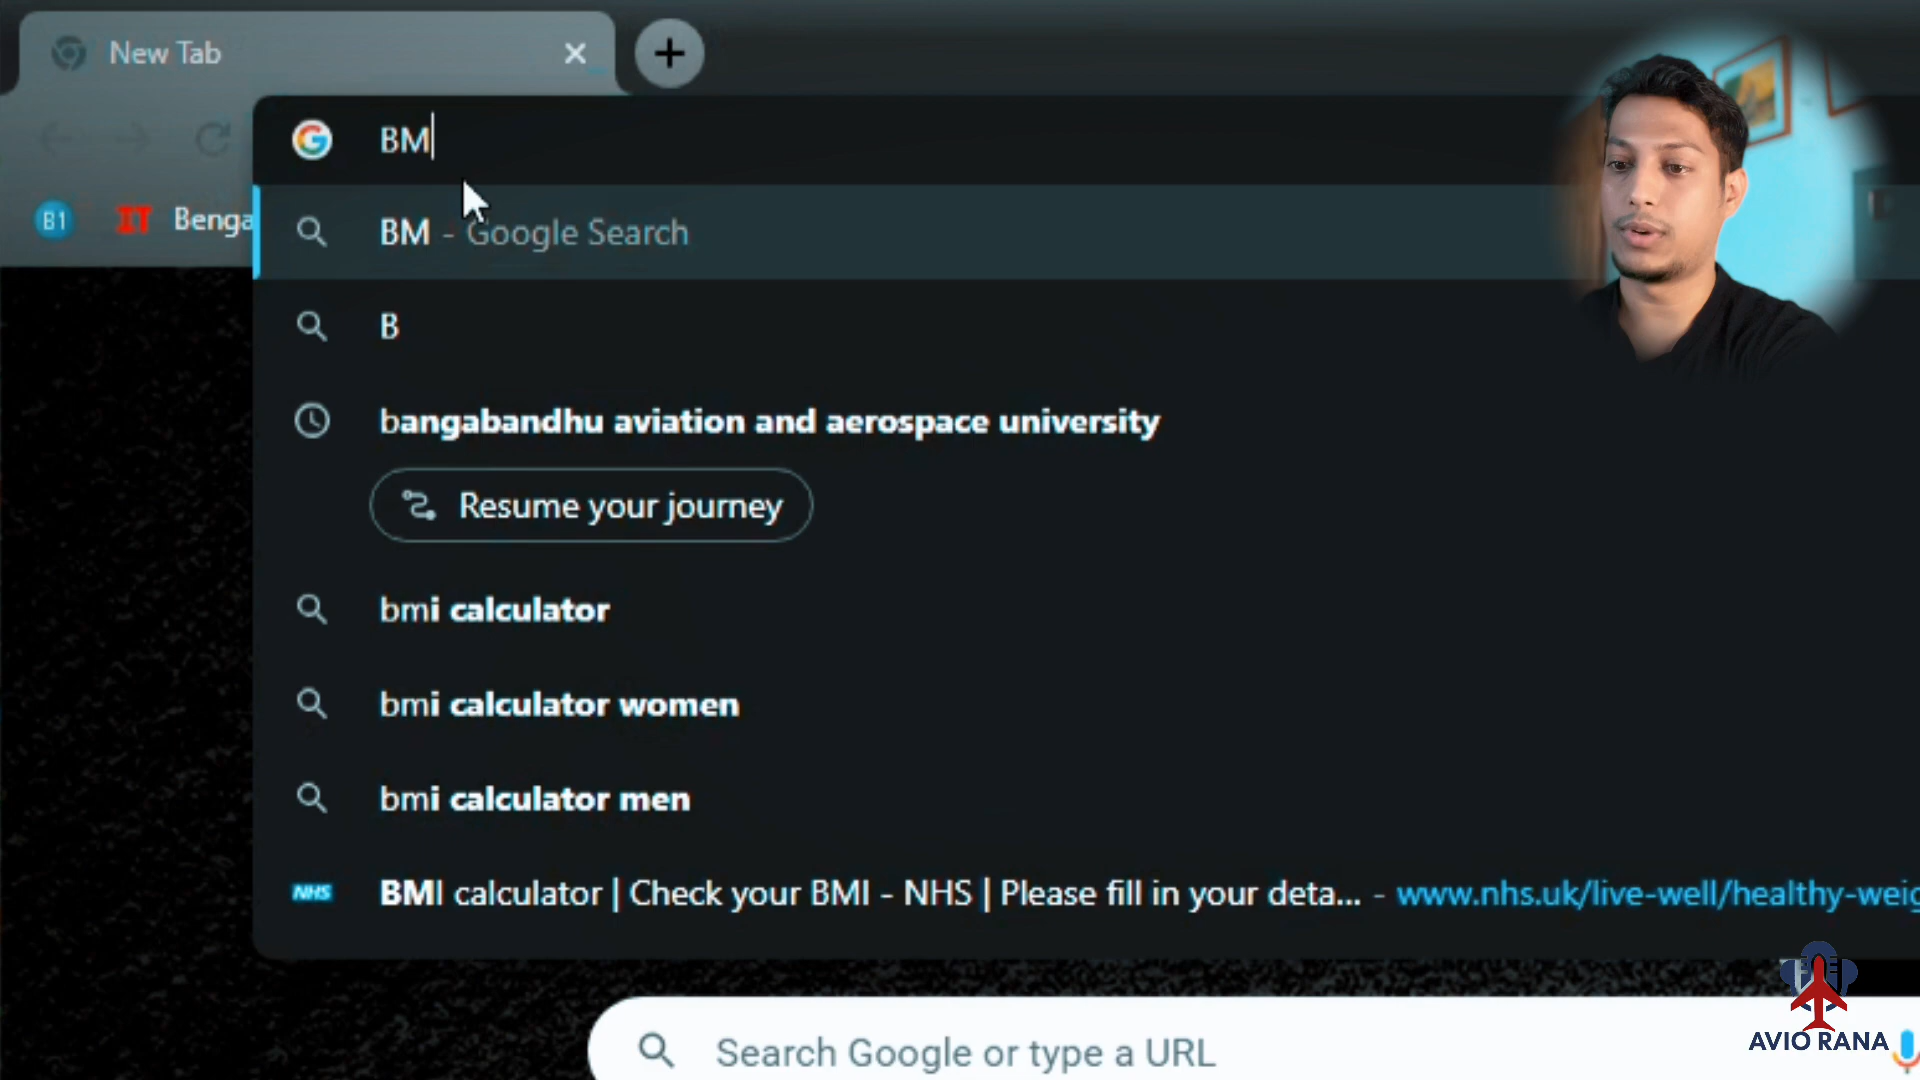 New Tab
BM
B1 IT Benga
BM - Google Search
B
bangabandhu aviation and aerospace university
Resume your journey
bmi calculator
bmi calculator women
bmi calculator men
NHS BMI calculator | Check your BMI - NHS | Please fill in your deta... - www.nhs.uk/live-well/healthy-weig
Search Google or type a URL
AVIO RANA